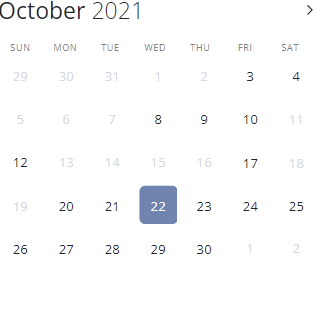 October 2021 >
SUN MON TUE WED THU FRI SAT
29 30 31 1 2 3 4
5 6 7 8 9 10 11
12 13 14 15 16 17 18
19 20 21 22 23 24 25
26 27 28 29 30 1 2